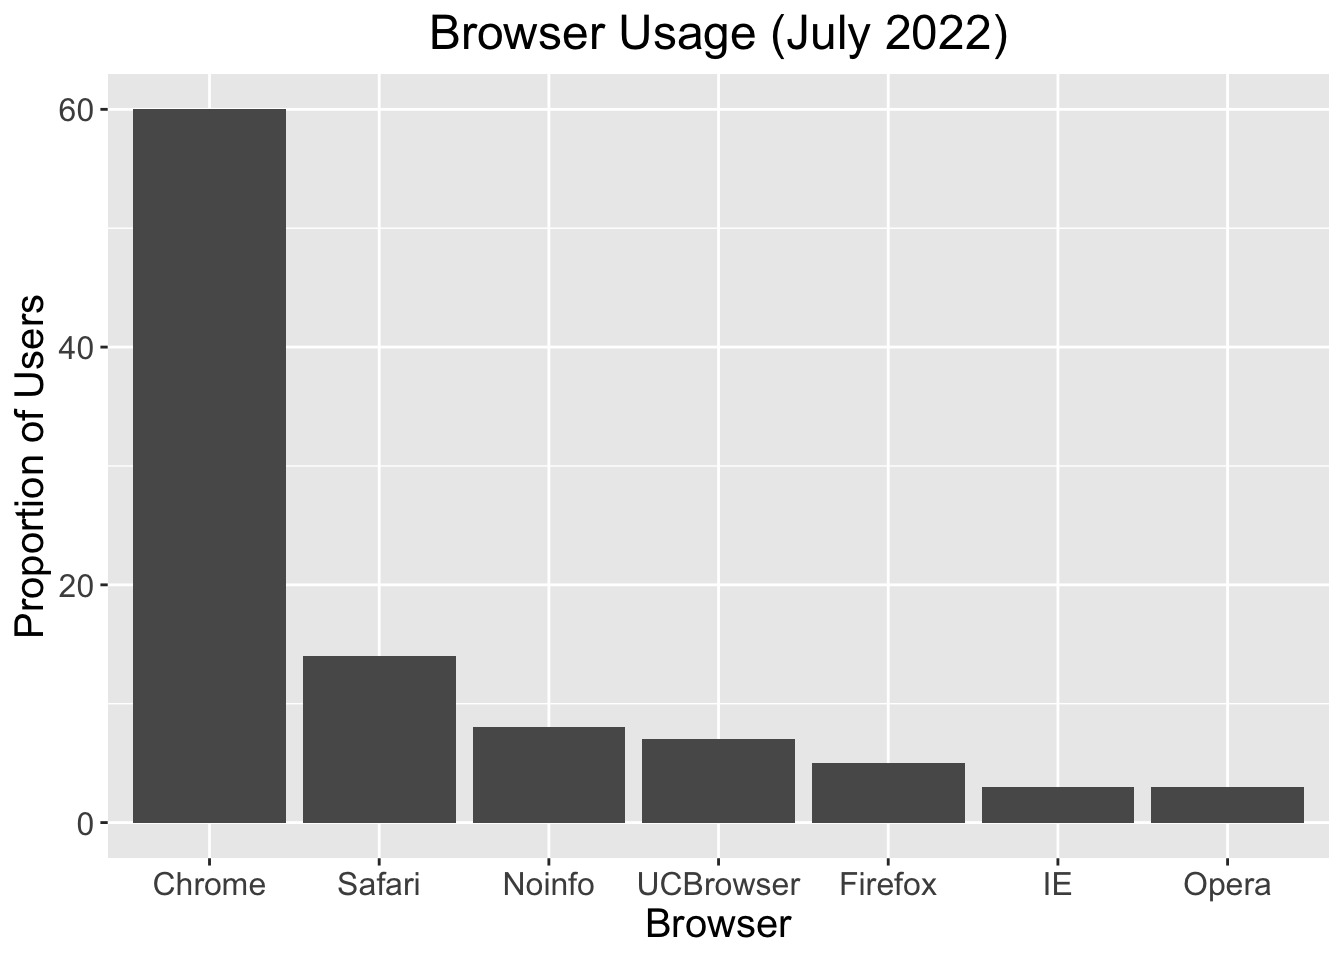 Browser Usage (July 2022)
Proportion of Users
60
40
20
0
Chrome Safari Noinfo UCBrowser Firefox IE Opera
Browser